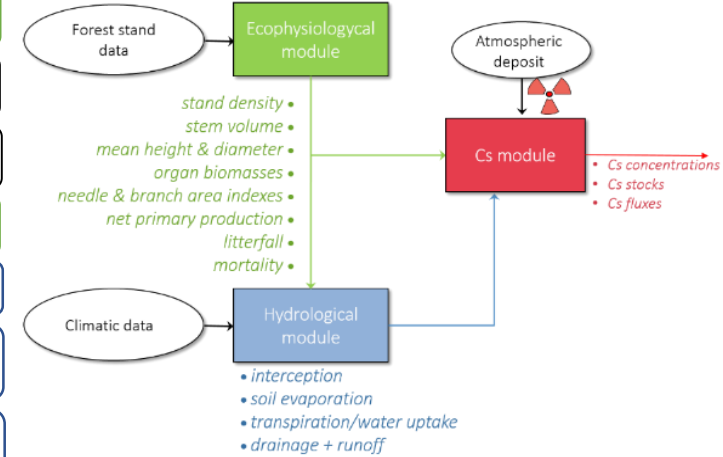 Forest stand
data
Ecophysiologycal
module
Atmospheric
deposit
stand density •
stem volume •
mean height & diameter •
organ biomasses •
needle & branch area indexes •
net primary production •
litterfall •
mortality •
Cs module
• Cs concentrations
• Cs stocks
• Cs fluxes
Climatic data
Hydrological
module
• interception
• soil evaporation
• transpiration/water uptake
• drainage + runoff